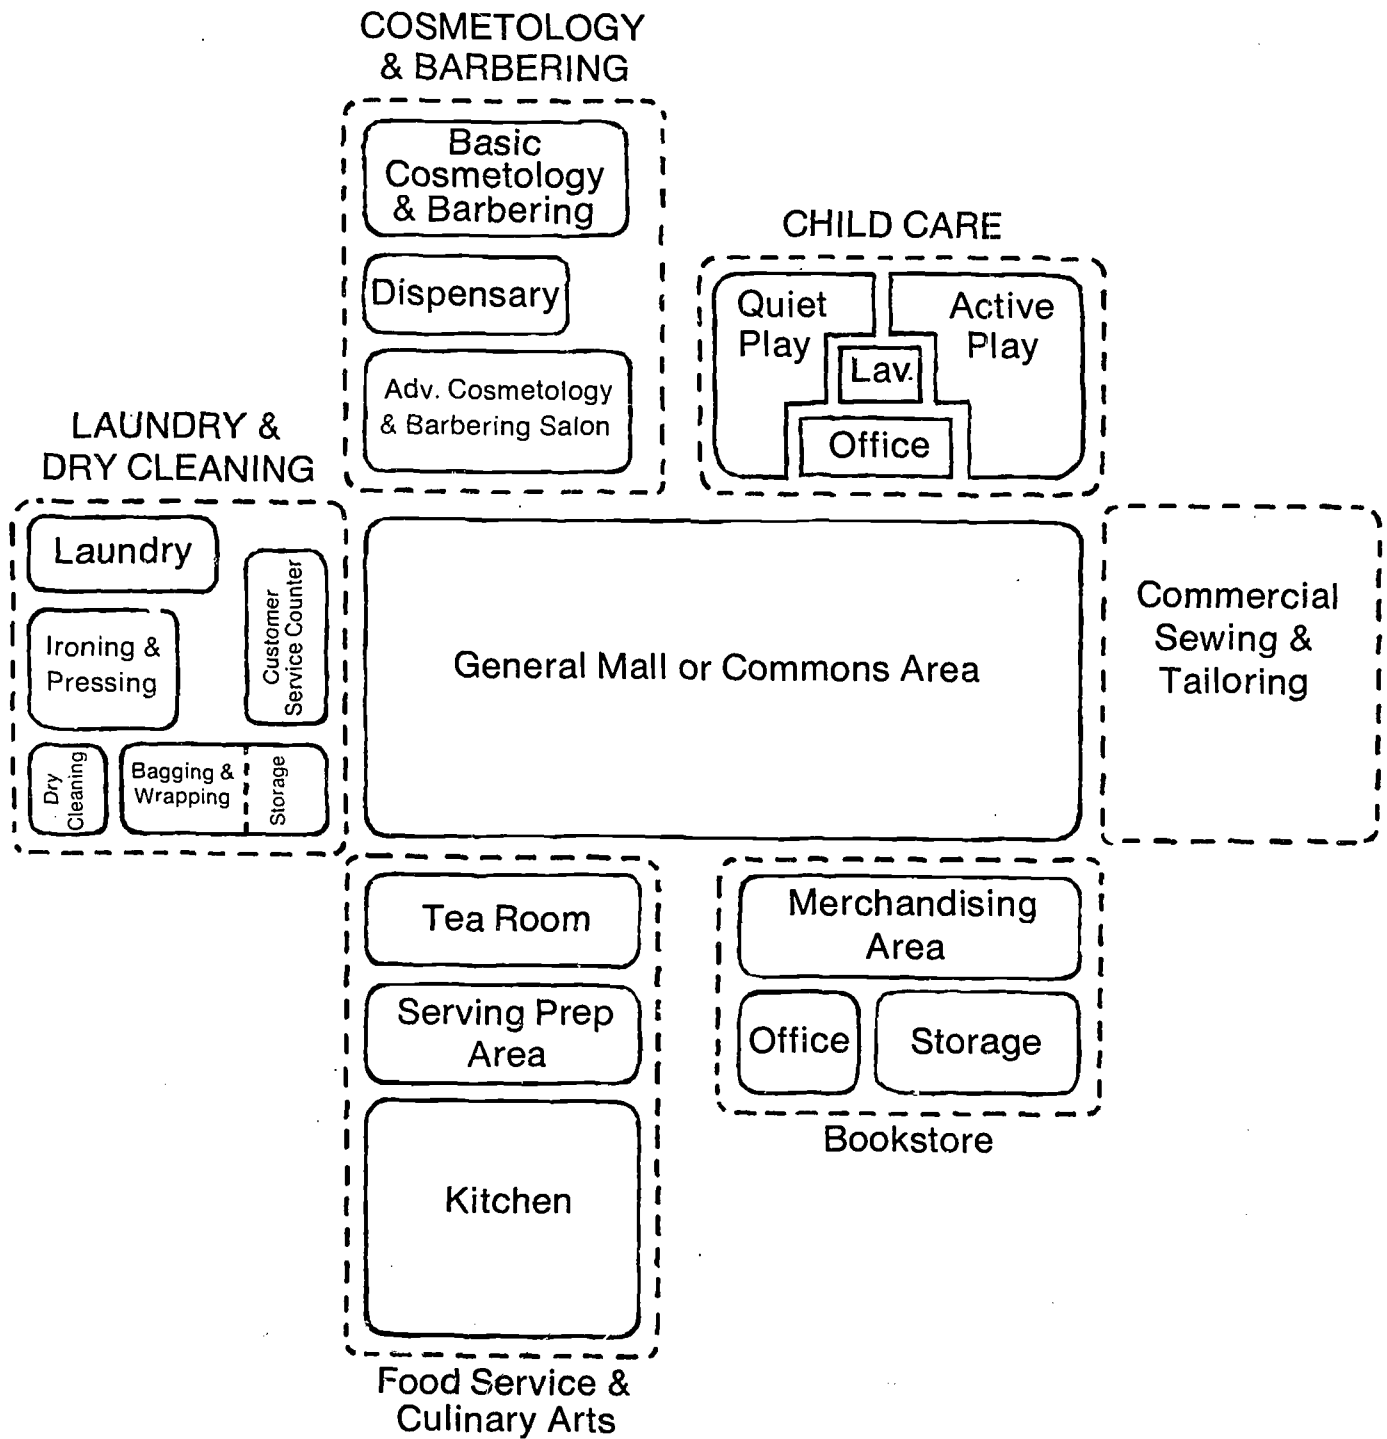 COSMETOLOGY
& BARBERING
Basic
Cosmetology
& Barbering
Dispensary
Adv. Cosmetology
& Barbering Salon
CHILD CARE
Quiet
Play
Active
Play
Lav.
Office
LAUNDRY &
DRY CLEANING
Laundry
Ironing &
Pressing
Customer
Service Counter
Dry
Cleaning
Bagging &
Wrapping
Storage
General Mall or Commons Area
Commercial
Sewing &
Tailoring
Tea Room
Serving Prep
Area
Kitchen
Food Service &
Culinary Arts
Merchandising
Area
Office
Storage
Bookstore